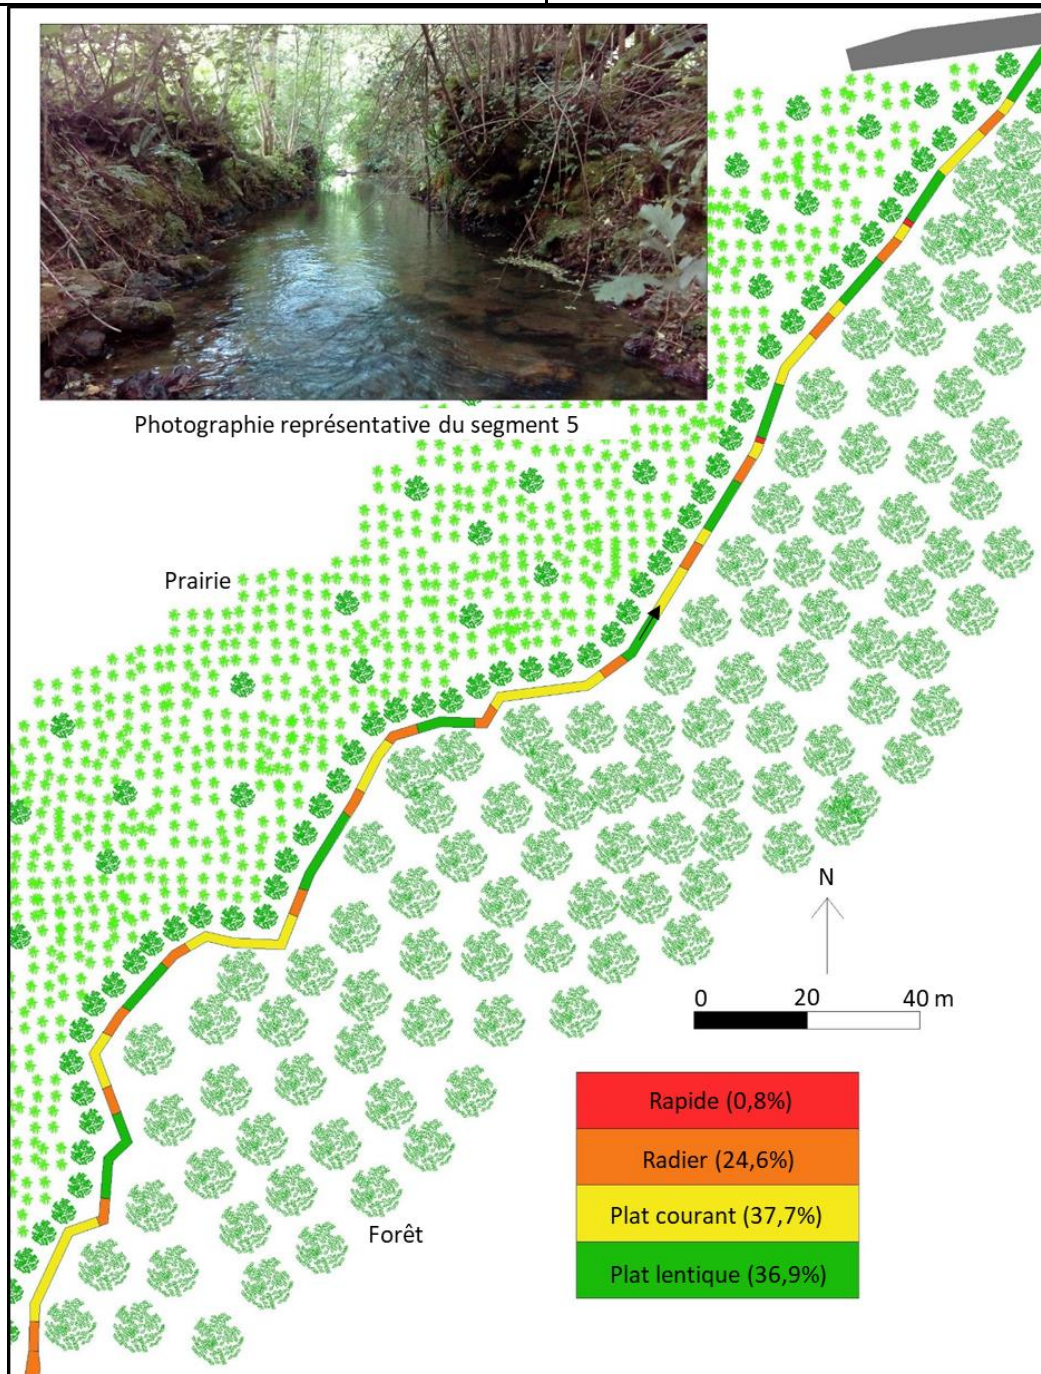 Photographie représentative du segment 5
Prairie
N
0 20 40 m
Rapide (0,8%)
Radier (24,6%)
Plat courant (37,7%)
Forêt
Plat lentique (36,9%)